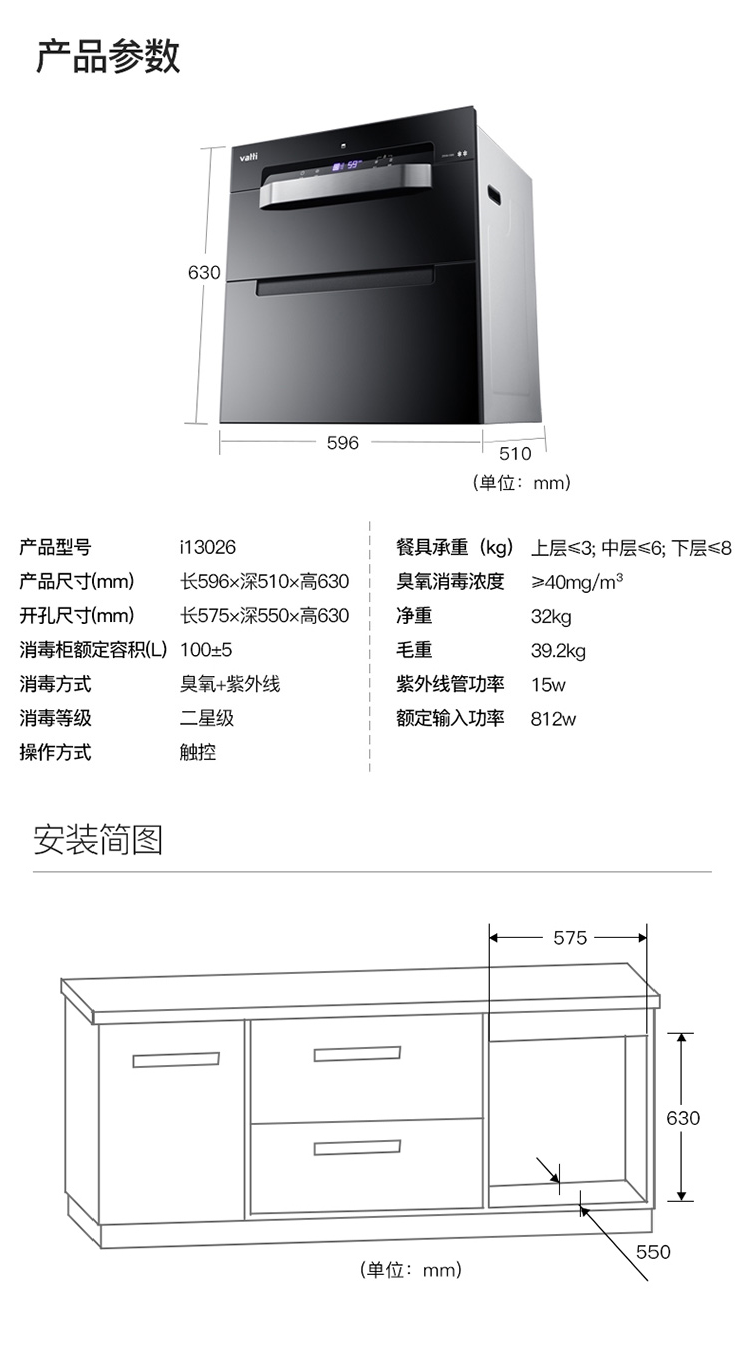 产品参数
vatti
59
630
596
510
(单位：mm)
产品型号 i13026
产品尺寸(mm) 长596×深510×高630
开孔尺寸(mm) 长575×深550×高630
消毒柜额定容积(L) 100±5
消毒方式 臭氧+紫外线
消毒等级 二星级
操作方式 触控
餐具承重（kg） 上层≤3; 中层≤6; 下层≤8
臭氧消毒浓度 ≥40mg/m³
净重 32kg
毛重 39.2kg
紫外线管功率 15w
额定输入功率 812w
安装简图
575
630
550
(单位：mm)